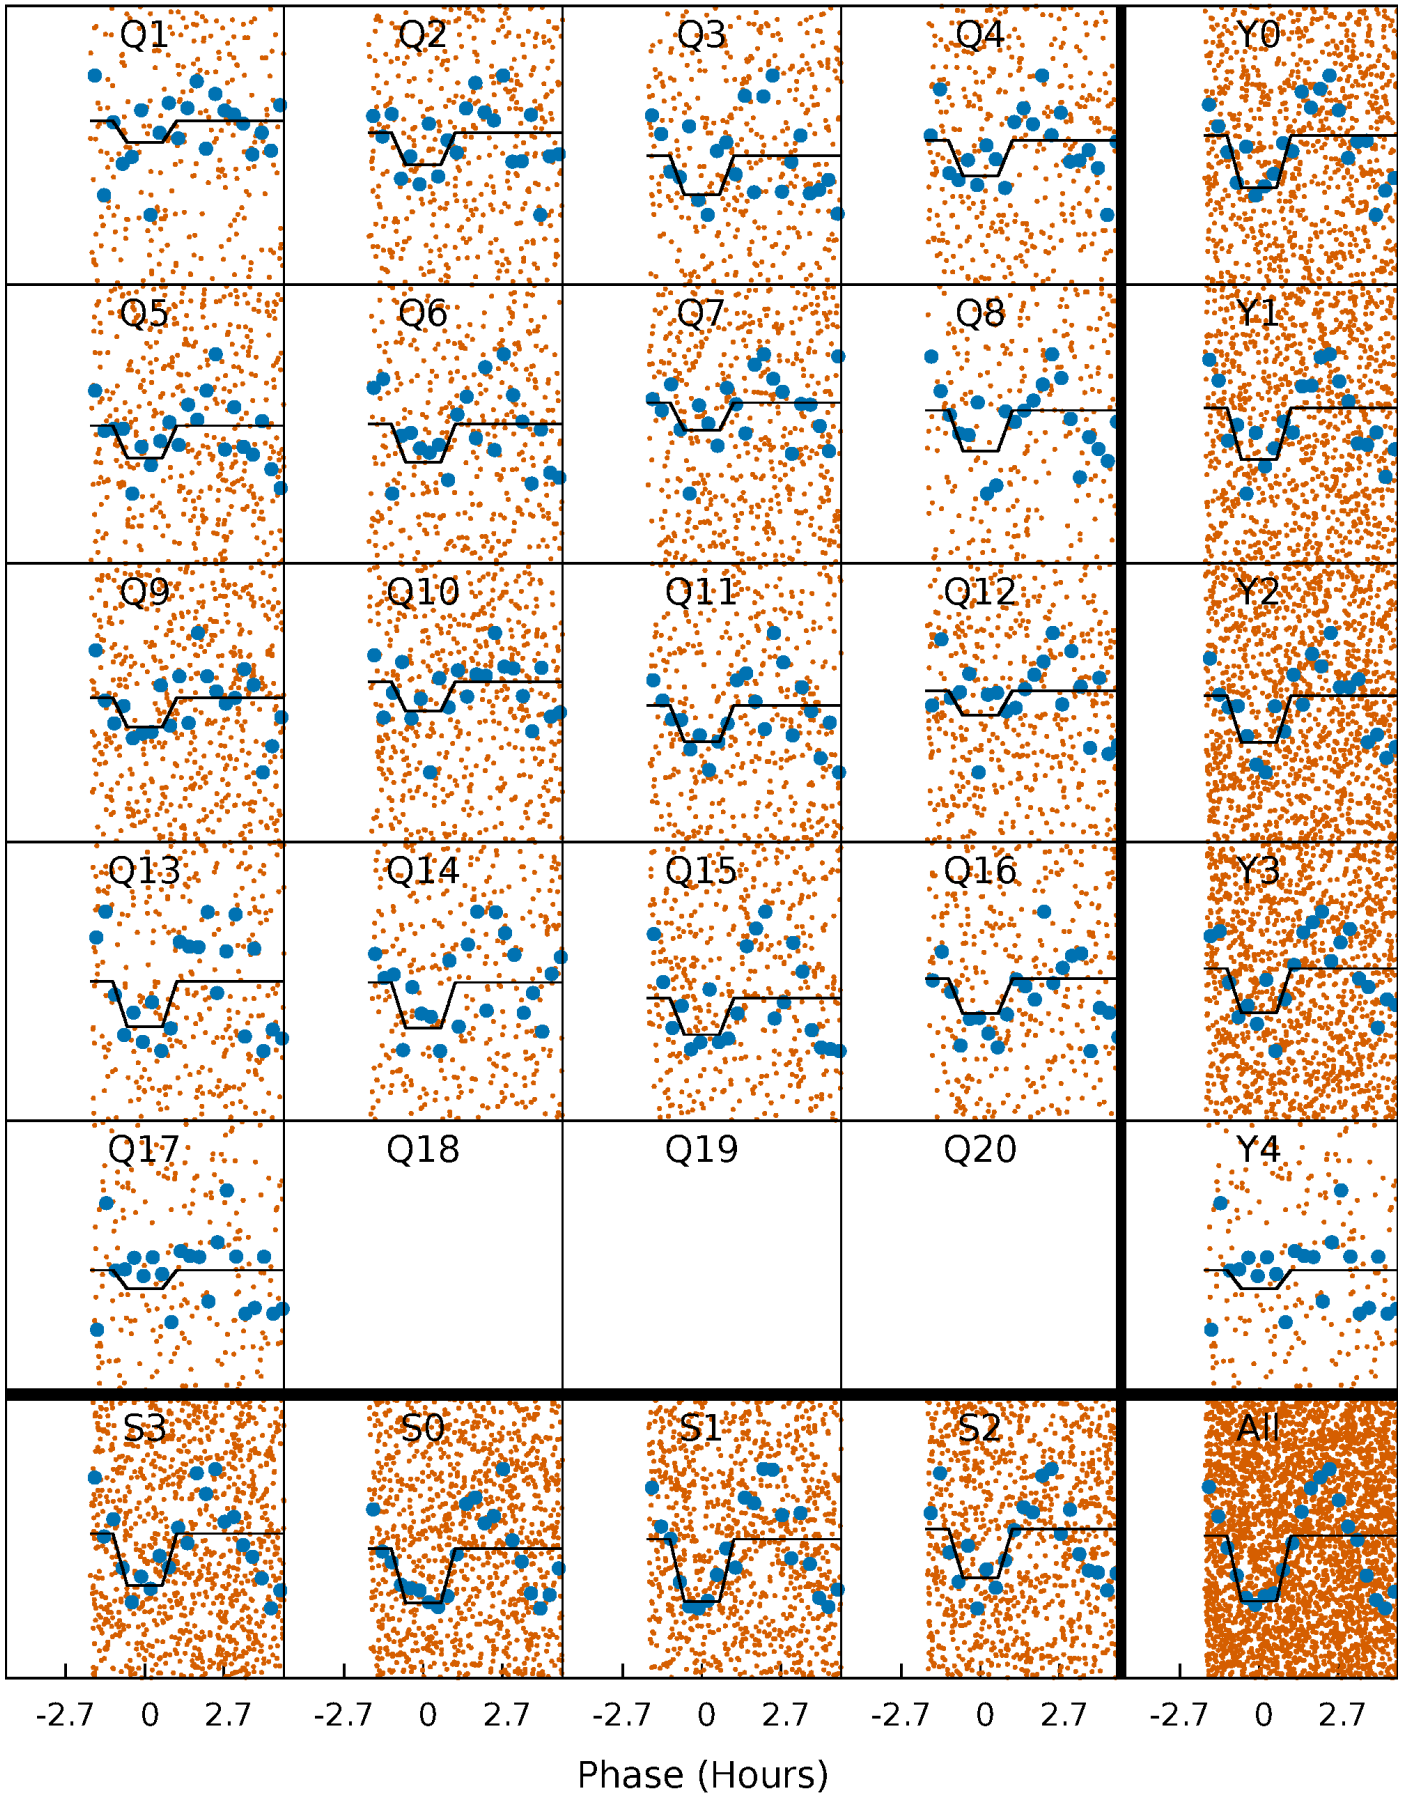 Q1 Q2 Q3 Q4 Y0
Q5 Q6 Q7 Q8 Y1
Q9 Q10 Q11 Q12 Y2
Q13 Q14 Q15 Q16 Y3
Q17 Q18 Q19 Q20 Y4
S3 S0 S1 S2 All
-2.7 0 2.7 -2.7 0 2.7 -2.7 0 2.7 -2.7 0 2.7 -2.7 0 2.7
Phase (Hours)